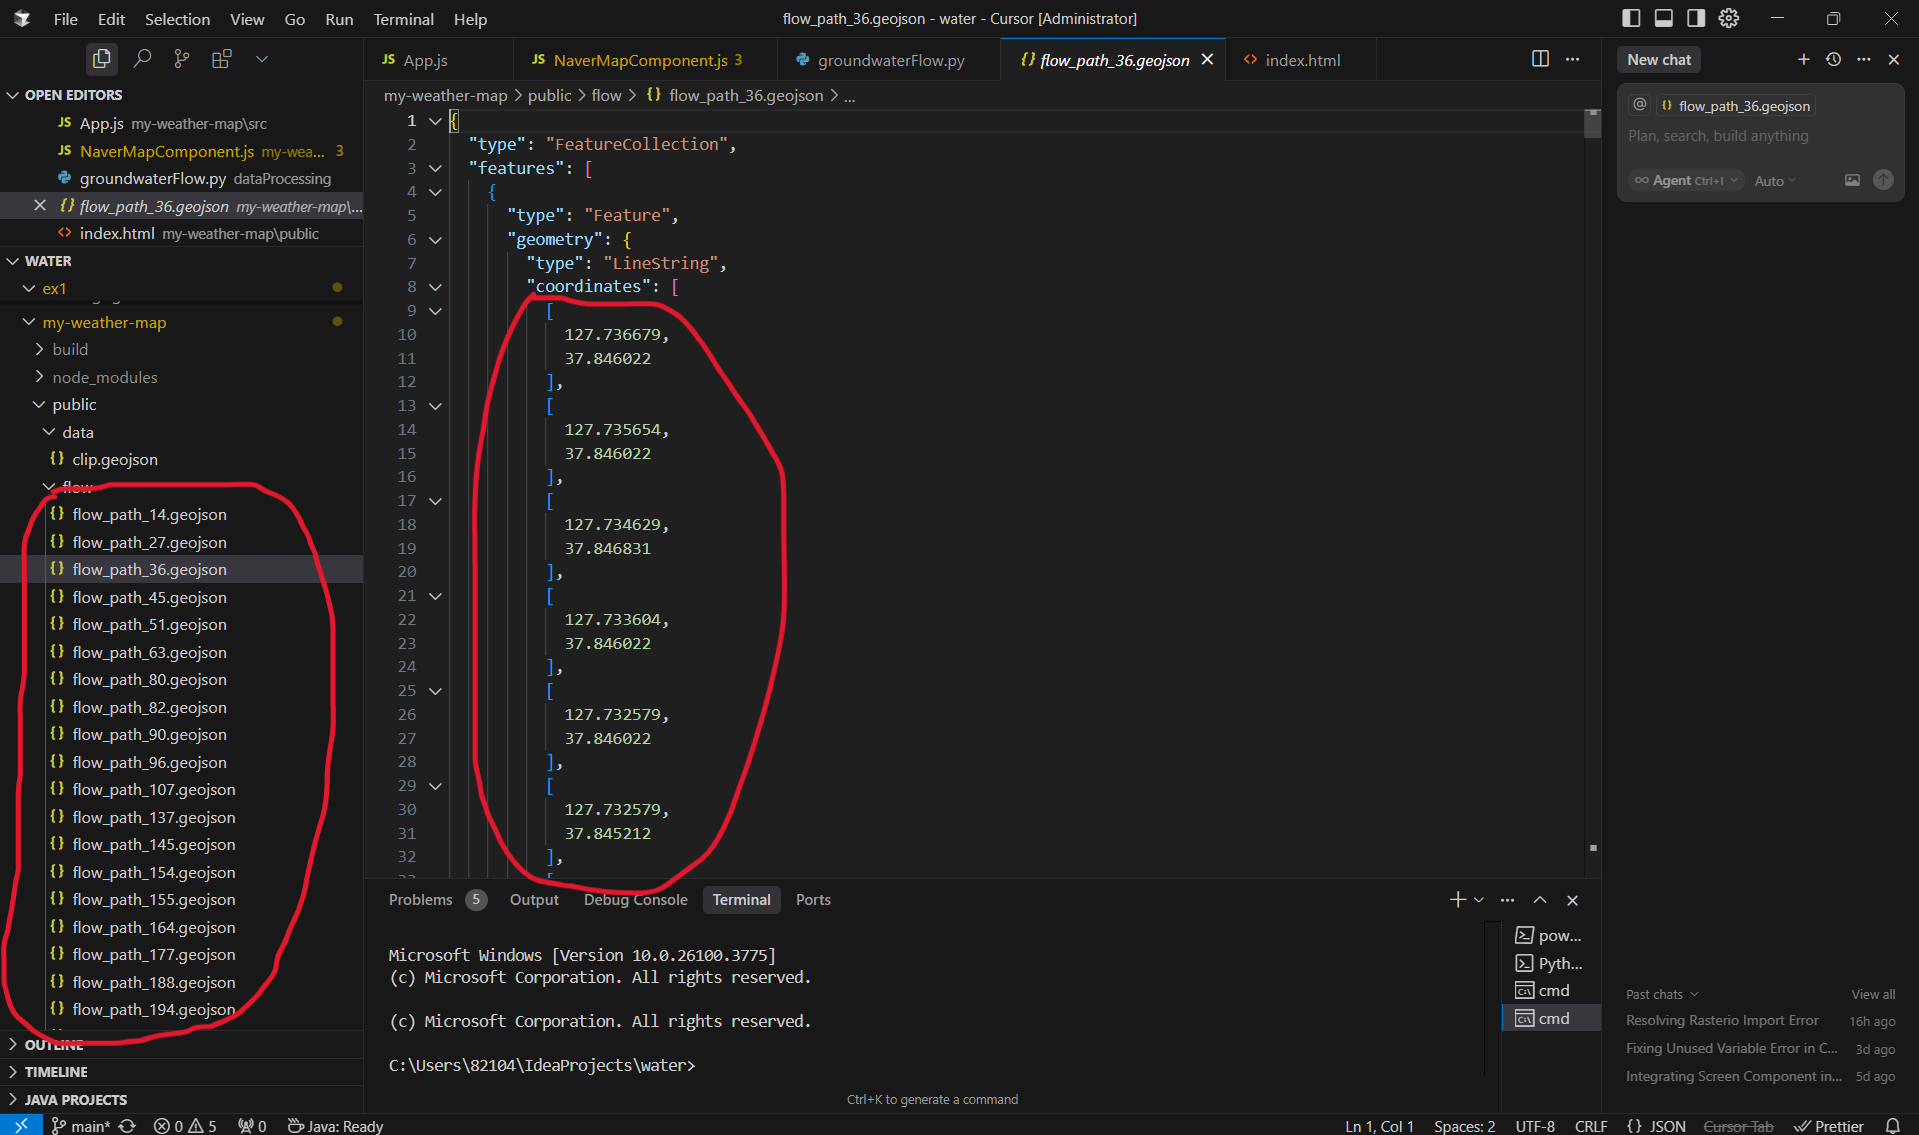 File Edit Selection View Go Run Terminal Help
flow_path_36.geojson - water - Cursor [Administrator]
OPEN EDITORS
JS App.js my-weather-map\src
JS NaverMapComponent.js my-wea... 3
groundwaterFlow.py dataProcessing
{} flow_path_36.geojson my-weather-map\...
<> index.html my-weather-map\public
WATER
ex1
my-weather-map
build
node_modules
public
data
{} clip.geojson
flow
{} flow_path_14.geojson
{} flow_path_27.geojson
{} flow_path_36.geojson
{} flow_path_45.geojson
{} flow_path_51.geojson
{} flow_path_63.geojson
{} flow_path_80.geojson
{} flow_path_82.geojson
{} flow_path_90.geojson
{} flow_path_96.geojson
{} flow_path_107.geojson
{} flow_path_137.geojson
{} flow_path_145.geojson
{} flow_path_154.geojson
{} flow_path_155.geojson
{} flow_path_164.geojson
{} flow_path_177.geojson
{} flow_path_188.geojson
{} flow_path_194.geojson
OUTLINE
TIMELINE
JAVA PROJECTS
JS App.js
JS NaverMapComponent.js 3
groundwaterFlow.py
{} flow_path_36.geojson
<> index.html
my-weather-map > public > flow > {} flow_path_36.geojson > ...
1 {
2 "type": "FeatureCollection",
3 "features": [
4 {
5 "type": "Feature",
6 "geometry": {
7 "type": "LineString",
8 "coordinates": [
9 [
10 127.736679,
11 37.846022
12 ],
13 [
14 127.735654,
15 37.846022
16 ],
17 [
18 127.734629,
19 37.846831
20 ],
21 [
22 127.733604,
23 37.846022
24 ],
25 [
26 127.732579,
27 37.846022
28 ],
29 [
30 127.732579,
31 37.845212
32 ],
Problems 5 Output Debug Console Terminal Ports
Microsoft Windows [Version 10.0.26100.3775]
(c) Microsoft Corporation. All rights reserved.
(c) Microsoft Corporation. All rights reserved.
C:\Users\82104\IdeaProjects\water>
Ctrl+K to generate a command
pow...
Pyth...
cmd
cmd
New chat
@ {} flow_path_36.geojson
Plan, search, build anything
∞ Agent Ctrl+I Auto
Past chats View all
Resolving Rasterio Import Error 16h ago
Fixing Unused Variable Error in C... 3d ago
Integrating Screen Component in... 5d ago
main* 0 5 0 Java: Ready
Ln 1, Col 1 Spaces: 2 UTF-8 CRLF {} JSON Cursor Tab Prettier